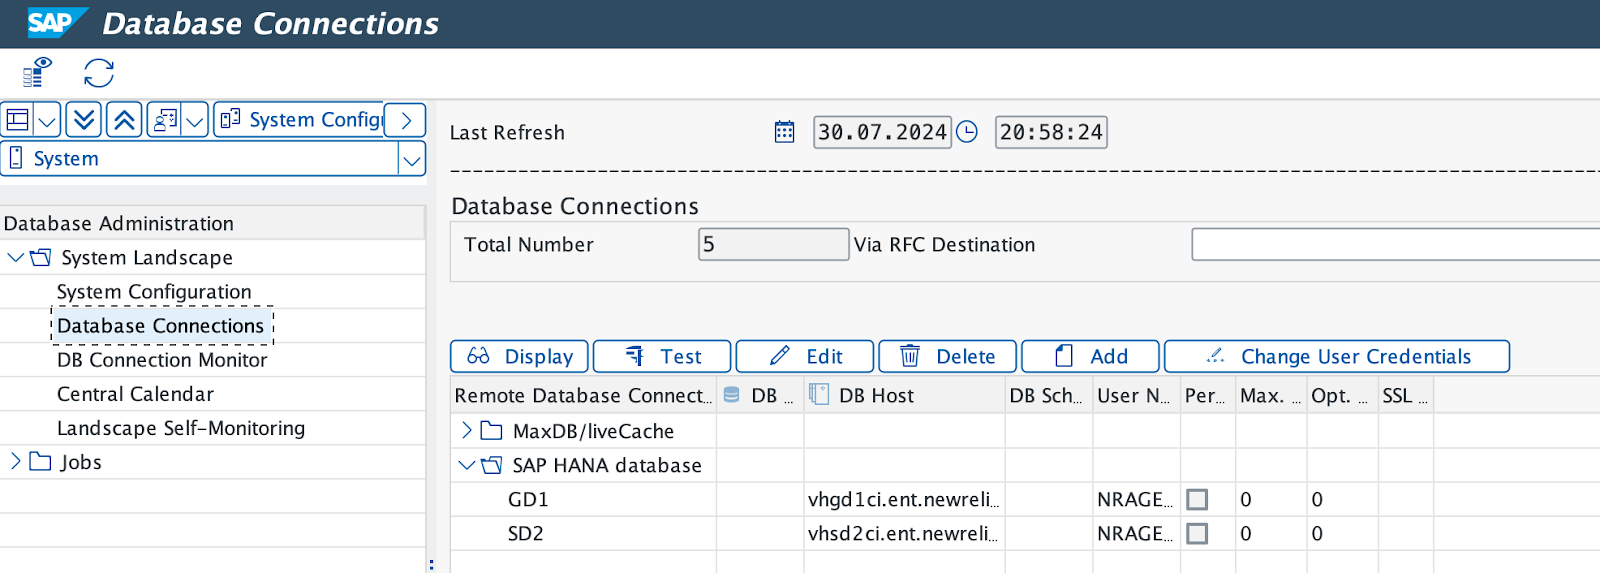 SAP Database Connections
System Config
System
Last Refresh 30.07.2024 20:58:24
Database Connections
Total Number 5 Via RFC Destination
Database Administration
System Landscape
System Configuration
Database Connections
DB Connection Monitor
Central Calendar
Landscape Self-Monitoring
Jobs
Display Test Edit Delete Add Change User Credentials
Remote Database Connect... DB ... DB Host DB Sch... User N... Per... Max. ... Opt. ... SSL ...
MaxDB/liveCache
SAP HANA database
GD1 vhgd1ci.ent.newreli... NRAGE... 0 0
SD2 vhsd2ci.ent.newreli... NRAGE... 0 0